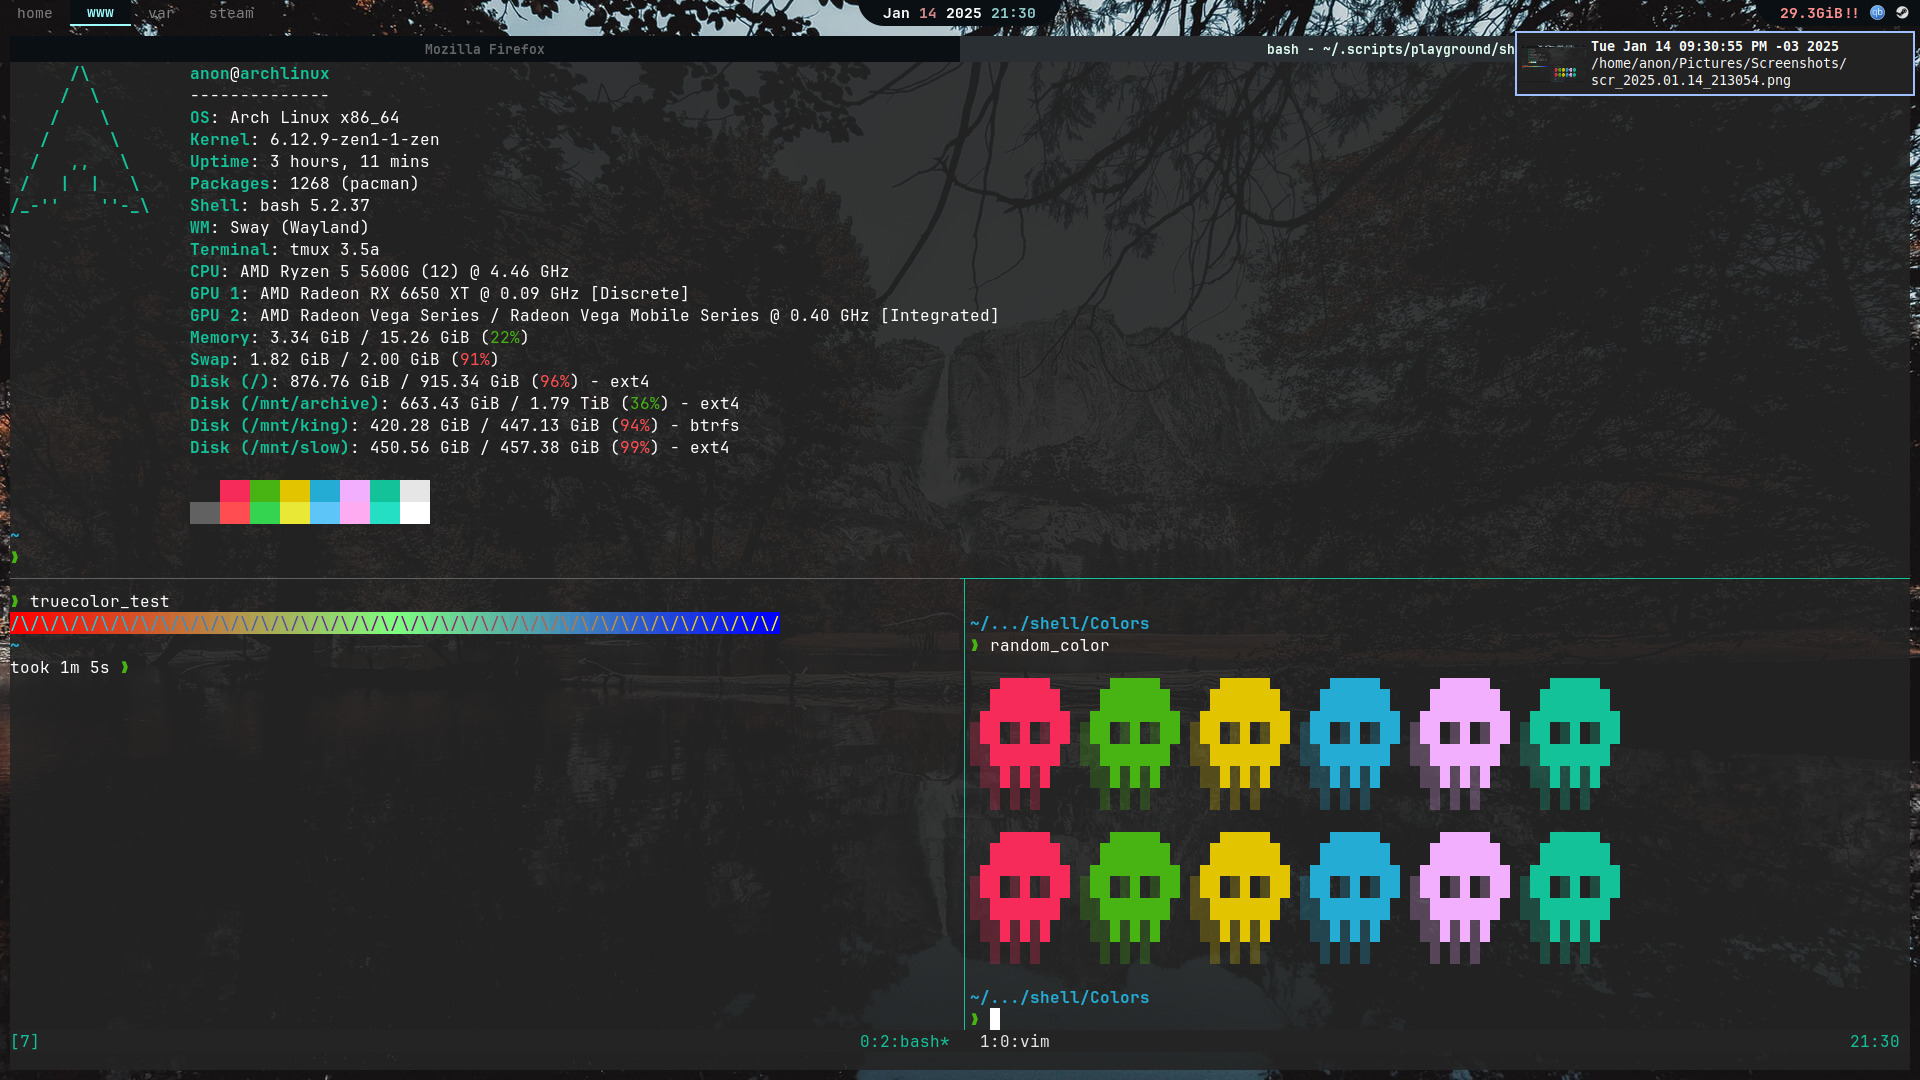 home www var steam
Jan 14 2025 21:30
29.3GiB!!
Mozilla Firefox
bash - ~/.scripts/playground/sh
Tue Jan 14 09:30:55 PM -03 2025
/home/anon/Pictures/Screenshots/
scr_2025.01.14_213054.png
anon@archlinux
--------------
OS: Arch Linux x86_64
Kernel: 6.12.9-zen1-1-zen
Uptime: 3 hours, 11 mins
Packages: 1268 (pacman)
Shell: bash 5.2.37
WM: Sway (Wayland)
Terminal: tmux 3.5a
CPU: AMD Ryzen 5 5600G (12) @ 4.46 GHz
GPU 1: AMD Radeon RX 6650 XT @ 0.09 GHz [Discrete]
GPU 2: AMD Radeon Vega Series / Radeon Vega Mobile Series @ 0.40 GHz [Integrated]
Memory: 3.34 GiB / 15.26 GiB (22%)
Swap: 1.82 GiB / 2.00 GiB (91%)
Disk (/): 876.76 GiB / 915.34 GiB (96%) - ext4
Disk (/mnt/archive): 663.43 GiB / 1.79 TiB (36%) - ext4
Disk (/mnt/king): 420.28 GiB / 447.13 GiB (94%) - btrfs
Disk (/mnt/slow): 450.56 GiB / 457.38 GiB (99%) - ext4
~
❱
❱ truecolor_test
/\/\/\/\/\/\/\/\/\/\/\/\/\/\/\/\/\/\/\/\/\/\/\/\/\/\/\/\/\/\/\/\/\/\/\/\/\/
~
took 1m 5s ❱
~/.../shell/Colors
❱ random_color
~/.../shell/Colors
❱
[7]
0:2:bash*
1:0:vim
21:30